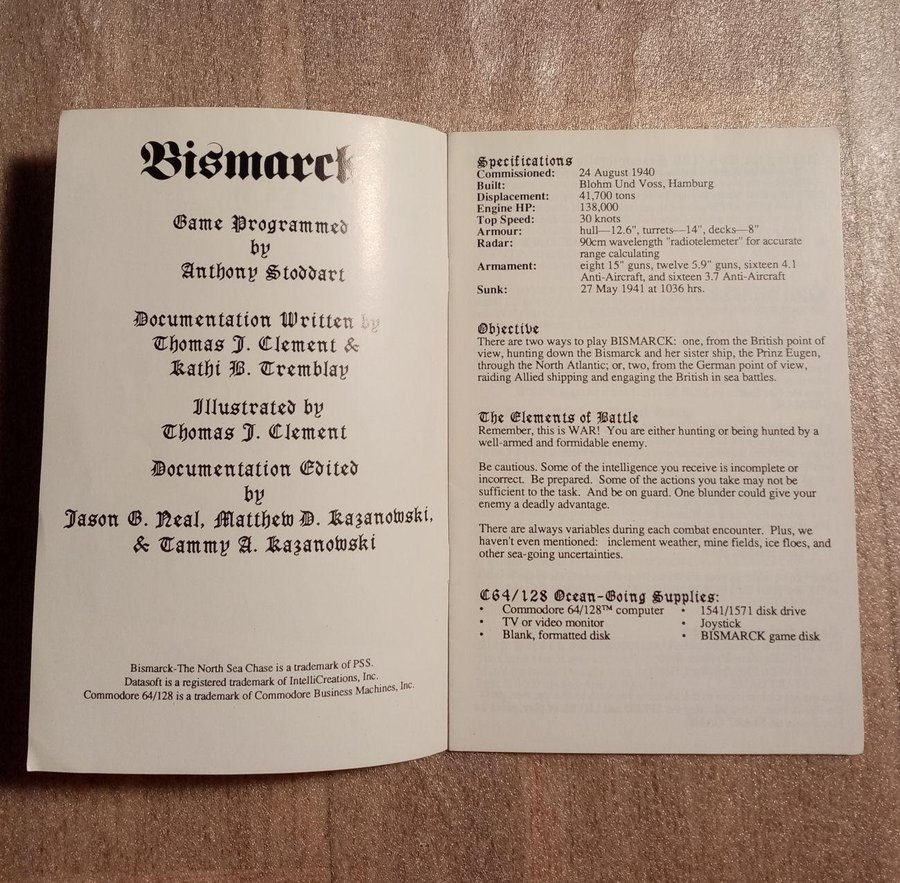 Bismarck
Game Programmed
by
Anthony Stoddart
Documentation Written by
Thomas J. Clement &
Kathi B. Tremblay
Illustrated by
Thomas J. Clement
Documentation Edited
by
Jason G. Neal, Matthew D. Kazanowski,
& Tammy A. Kazanowski
Bismarck-The North Sea Chase is a trademark of PSS.
Datasoft is a registered trademark of IntelliCreations, Inc.
Commodore 64/128 is a trademark of Commodore Business Machines, Inc.
Specifications
Commissioned: 24 August 1940
Built: Blohm Und Voss, Hamburg
Displacement: 41,700 tons
Engine HP: 138,000
Top Speed: 30 knots
Armour: hull—12.6", turrets—14", decks—8"
Radar: 90cm wavelength "radiotelemeter" for accurate
range calculating
Armament: eight 15" guns, twelve 5.9" guns, sixteen 4.1
Anti-Aircraft, and sixteen 3.7 Anti-Aircraft
Sunk: 27 May 1941 at 1036 hrs.
Objective
There are two ways to play BISMARCK: one, from the British point of
view, hunting down the Bismarck and her sister ship, the Prinz Eugen,
through the North Atlantic; or, two, from the German point of view,
raiding Allied shipping and engaging the British in sea battles.
The Elements of Battle
Remember, this is WAR! You are either hunting or being hunted by a
well-armed and formidable enemy.
Be cautious. Some of the intelligence you receive is incomplete or
incorrect. Be prepared. Some of the actions you take may not be
sufficient to the task. And be on guard. One blunder could give your
enemy a deadly advantage.
There are always variables during each combat encounter. Plus, we
haven't even mentioned: inclement weather, mine fields, ice floes, and
other sea-going uncertainties.
C64/128 Ocean-Going Supplies:
• Commodore 64/128™ computer • 1541/1571 disk drive
• TV or video monitor • Joystick
• Blank, formatted disk • BISMARCK game disk